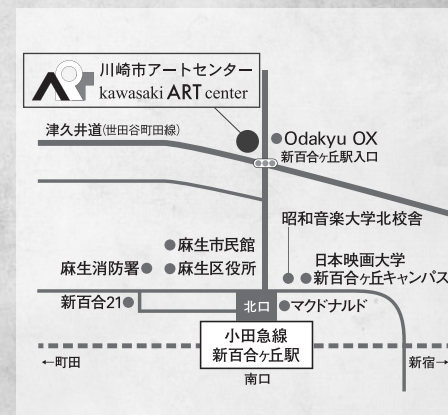 川崎市アートセンター
kawasaki ART center
津久井道(世田谷町田線)
Odakyu OX
新百合ヶ丘駅入口
昭和音楽大学北校舎
麻生市民館
日本映画大学
新百合ヶ丘キャンパス
麻生消防署
麻生区役所
新百合21
北口
マクドナルド
小田急線
新百合ヶ丘駅
←町田
新宿→
南口